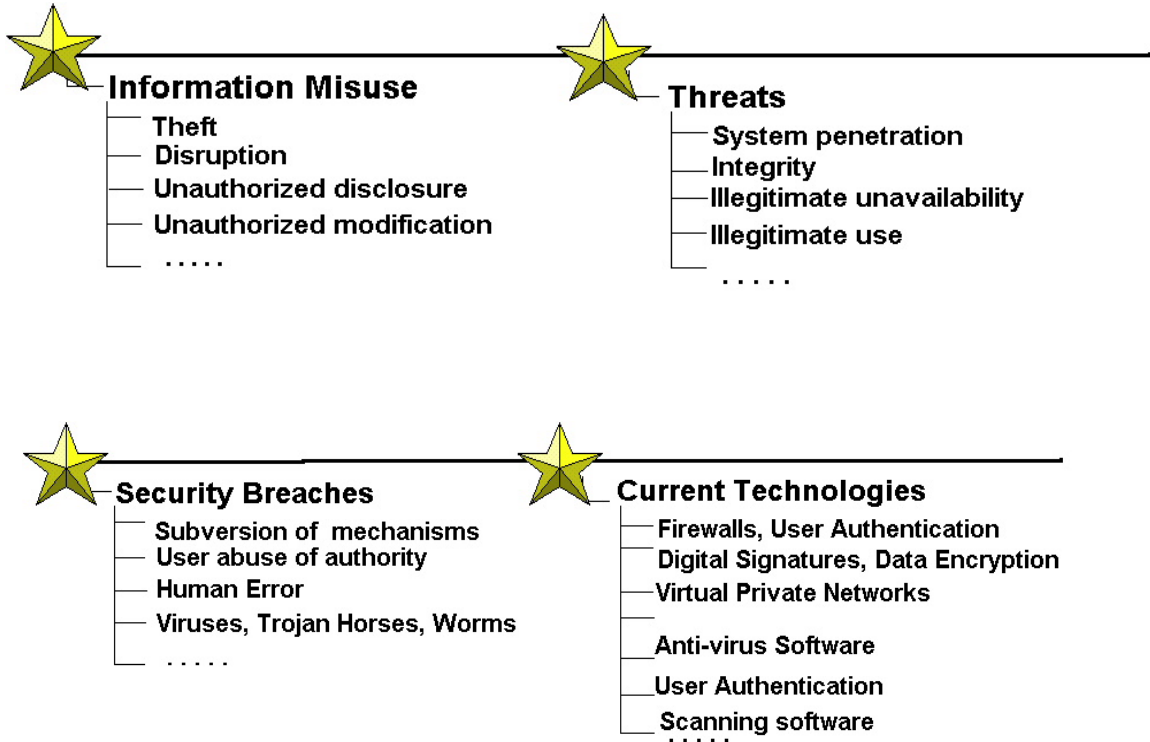 Information Misuse
Theft
Disruption
Unauthorized disclosure
Unauthorized modification
. . . . .
Threats
System penetration
Integrity
Illegitimate unavailability
Illegitimate use
. . . . .
Security Breaches
Subversion of mechanisms
User abuse of authority
Human Error
Viruses, Trojan Horses, Worms
. . . . .
Current Technologies
Firewalls, User Authentication
Digital Signatures, Data Encryption
Virtual Private Networks
Anti-virus Software
User Authentication
Scanning software
. . . . .